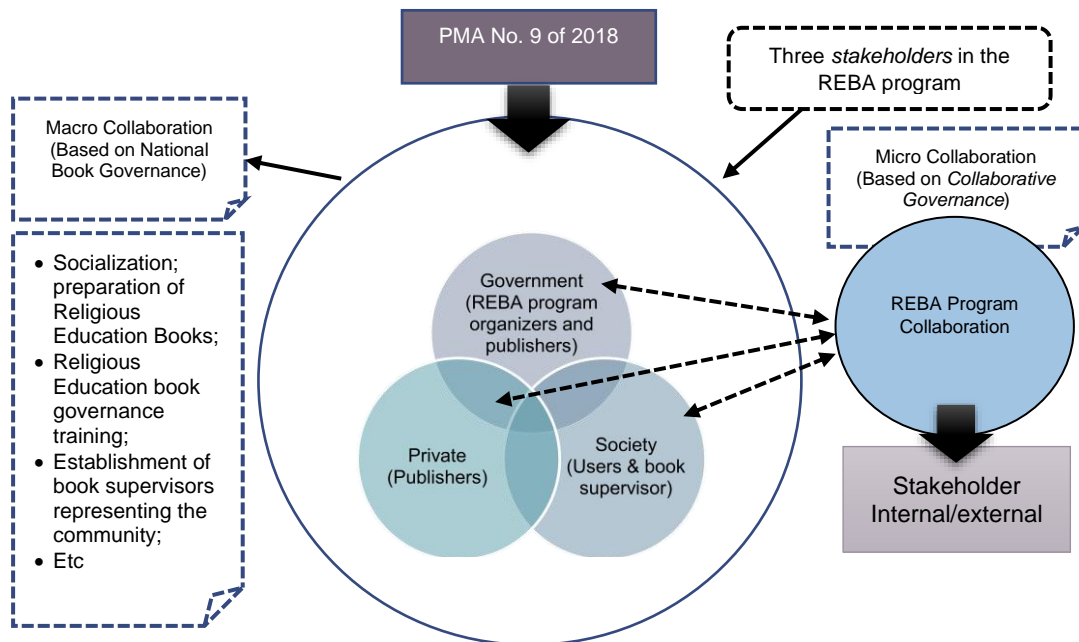 PMA No. 9 of 2018
Three stakeholders in the
REBA program
Macro Collaboration
(Based on National
Book Governance)
Micro Collaboration
(Based on Collaborative
Governance)
• Socialization;
preparation of
Religious
Education Books;
• Religious
Education book
governance
training;
• Establishment of
book supervisors
representing the
community;
• Etc
Government
(REBA program
organizers and
publishers)
Private
(Publishers)
Society
(Users & book
supervisor)
REBA Program
Collaboration
Stakeholder
Internal/external